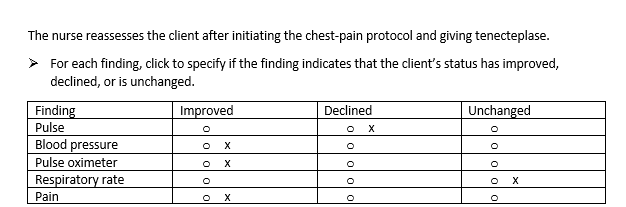 The nurse reassesses the client after initiating the chest-pain protocol and giving tenecteplase.
➢ For each finding, click to specify if the finding indicates that the client's status has improved,
declined, or is unchanged.
Finding Improved Declined Unchanged
Pulse o o x o
Blood pressure o x o o
Pulse oximeter o x o o
Respiratory rate o o o x
Pain o x o o